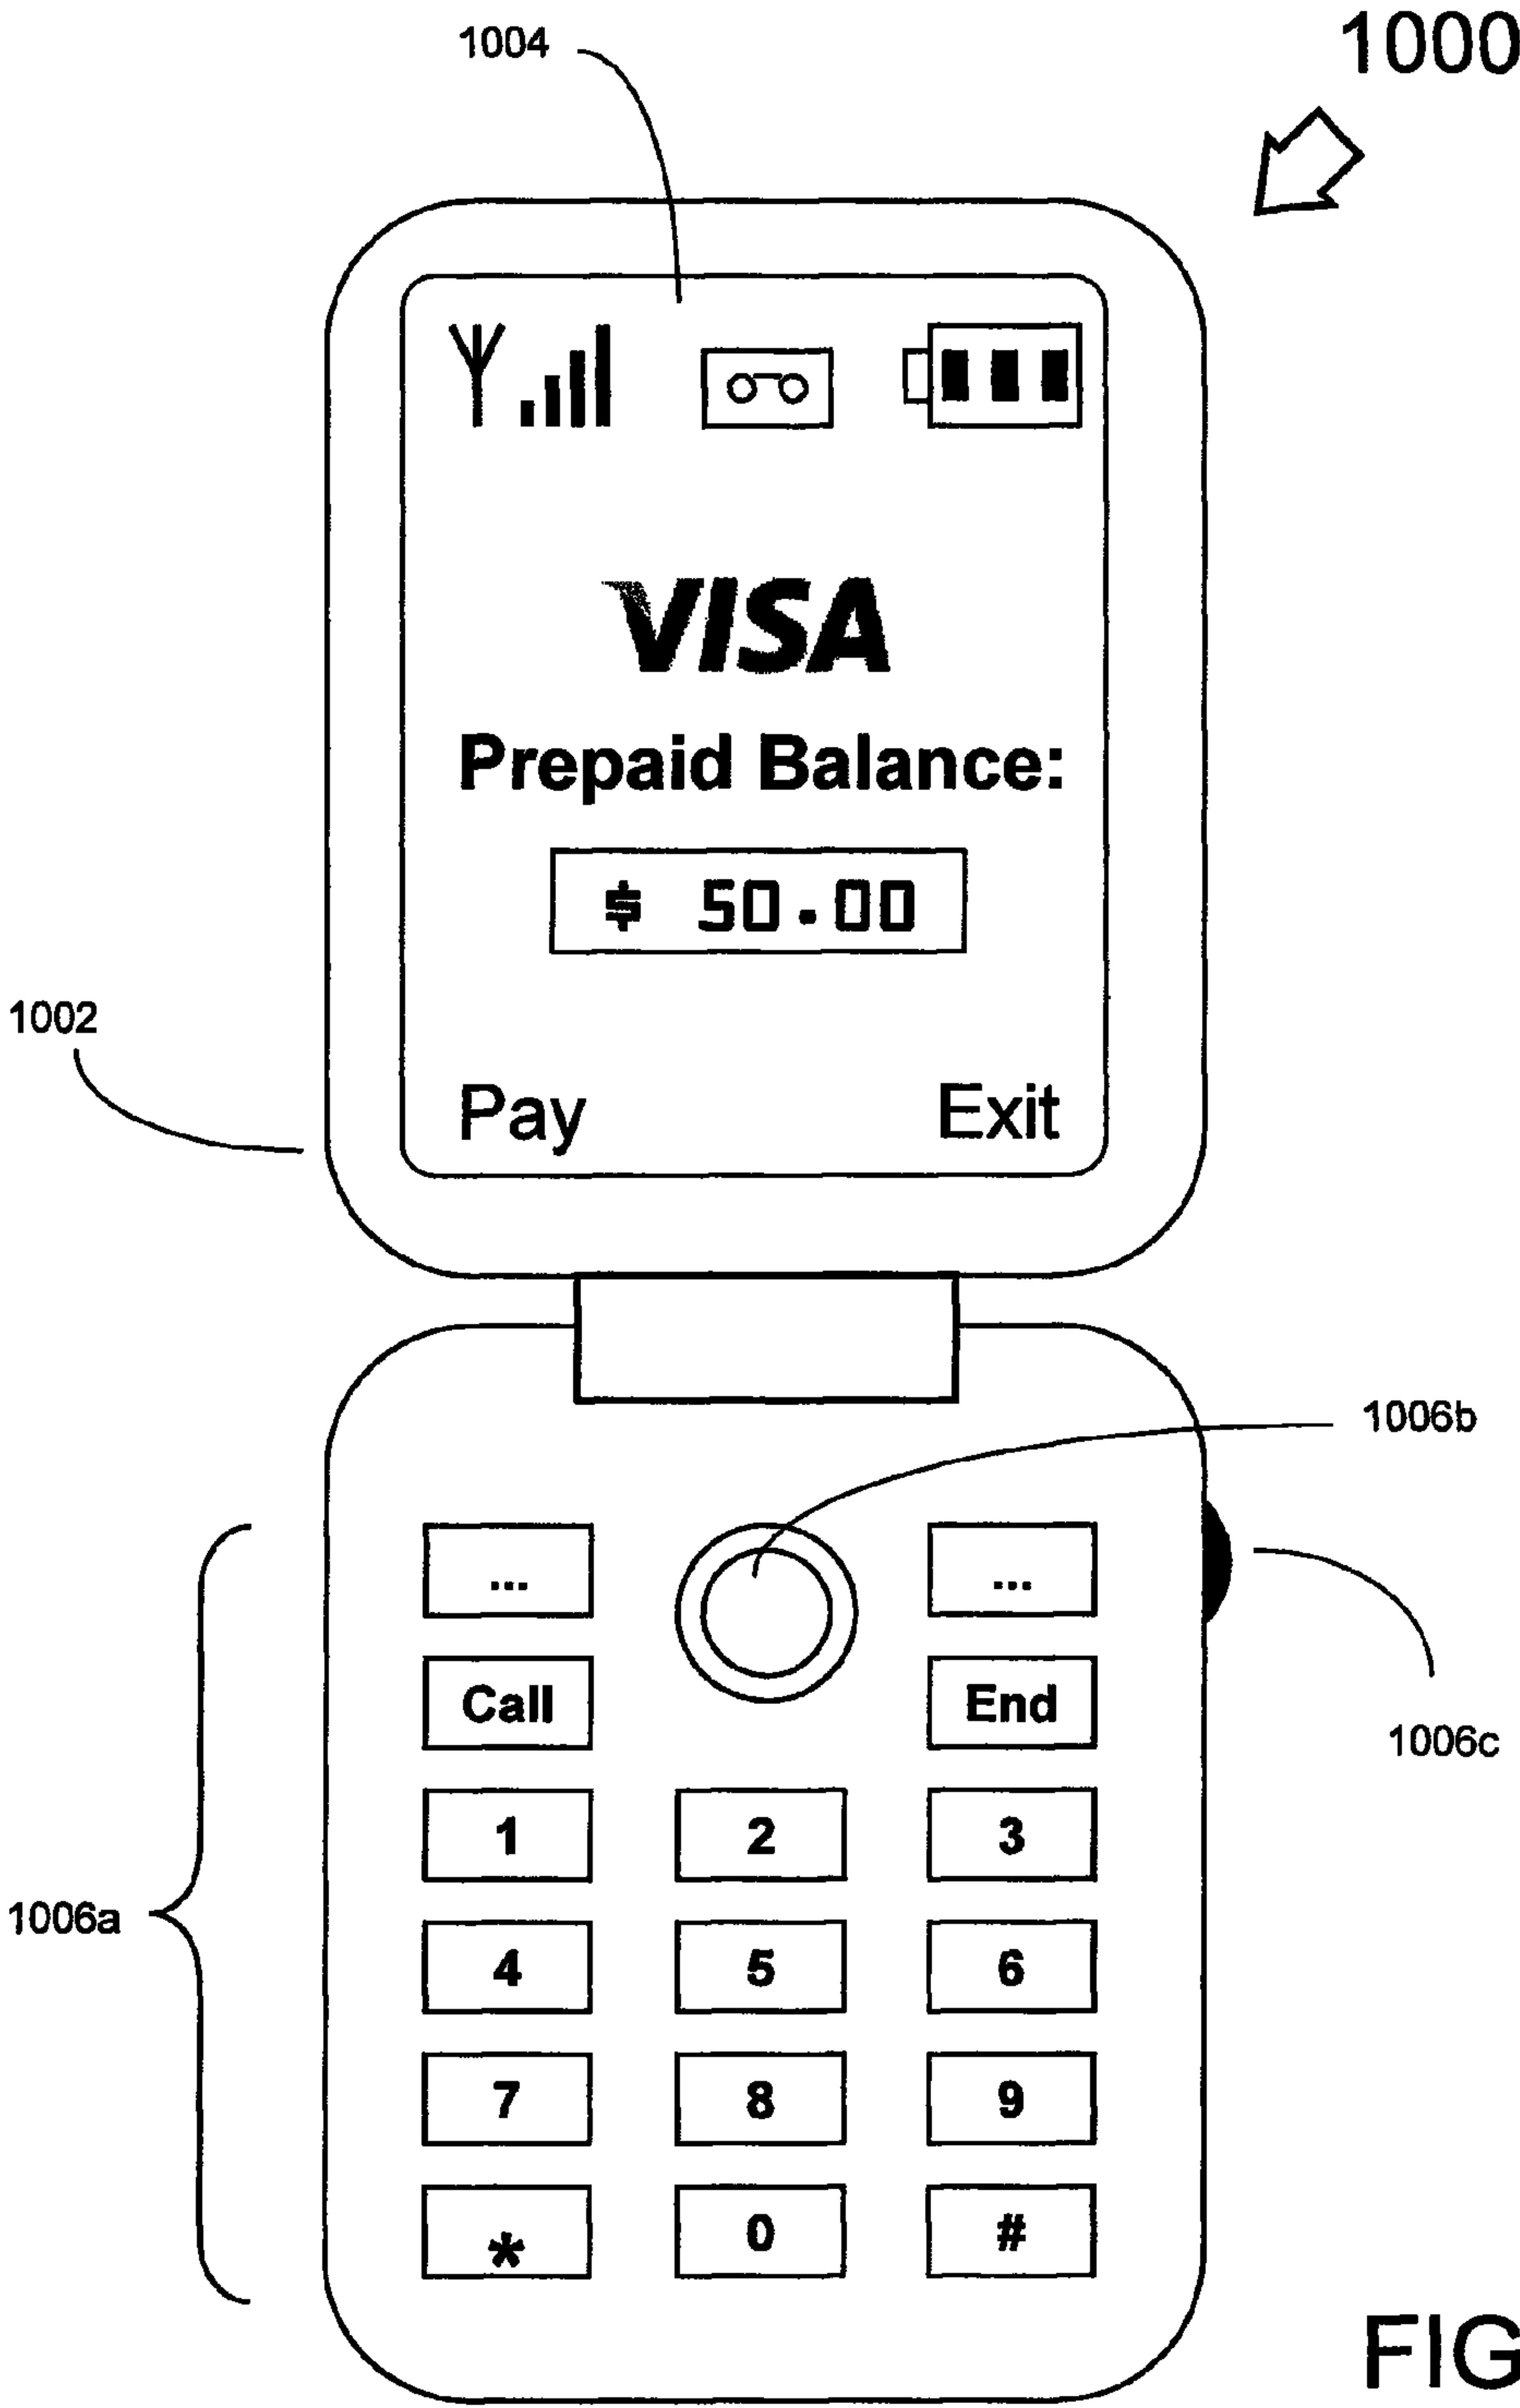 1004
1000
VISA
Prepaid Balance:
$ 50.00
1002
Pay Exit
1006b
... ...
Call End
1006c
1 2 3
1006a
4 5 6
7 8 9
* 0 #
FIG